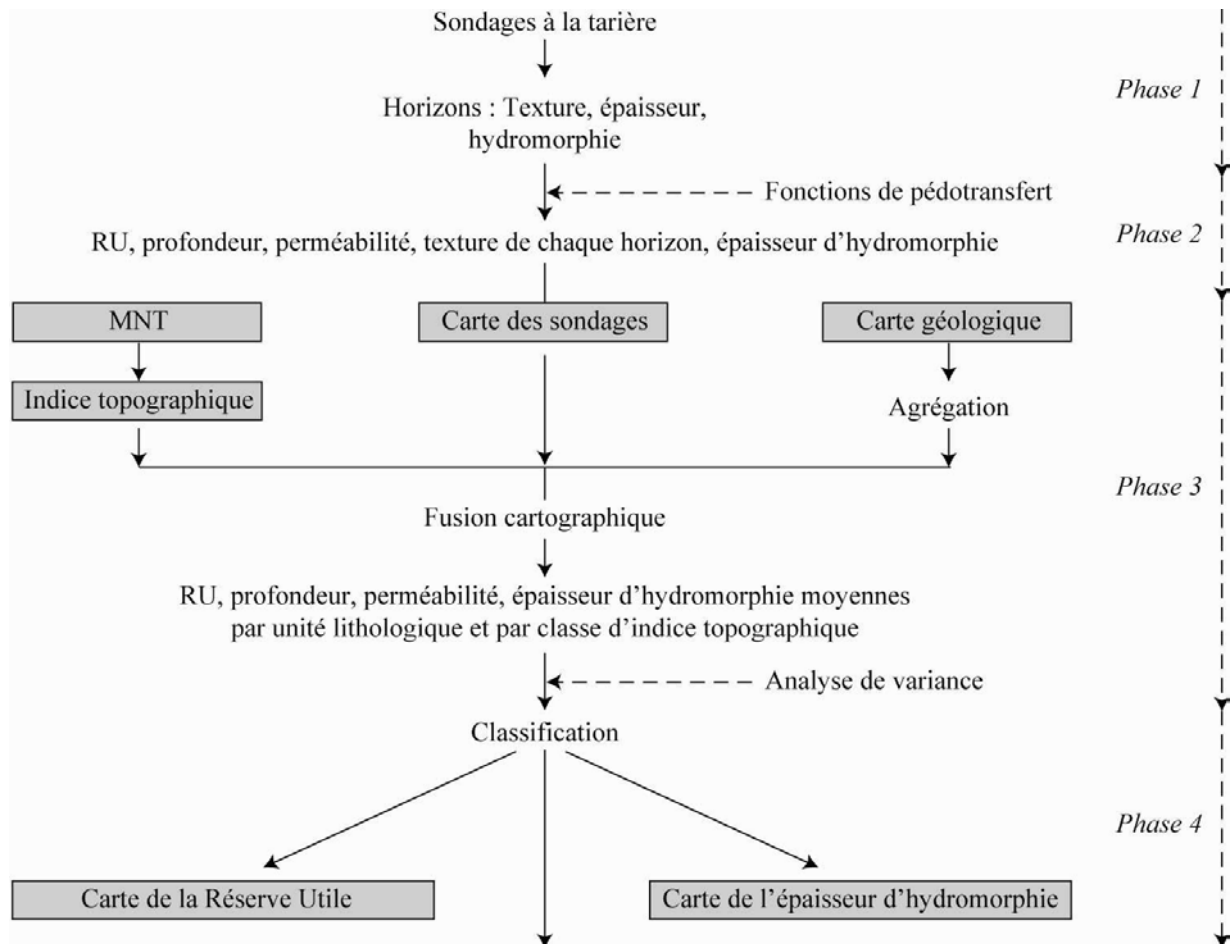 Sondages à la tarière
Phase 1
Horizons : Texture, épaisseur,
hydromorphie
Fonctions de pédotransfert
RU, profondeur, perméabilité, texture de chaque horizon, épaisseur d’hydromorphie
Phase 2
MNT
Carte des sondages
Carte géologique
Indice topographique
Agrégation
Phase 3
Fusion cartographique
RU, profondeur, perméabilité, épaisseur d’hydromorphie moyennes
par unité lithologique et par classe d’indice topographique
Analyse de variance
Classification
Phase 4
Carte de la Réserve Utile
Carte de l’épaisseur d’hydromorphie